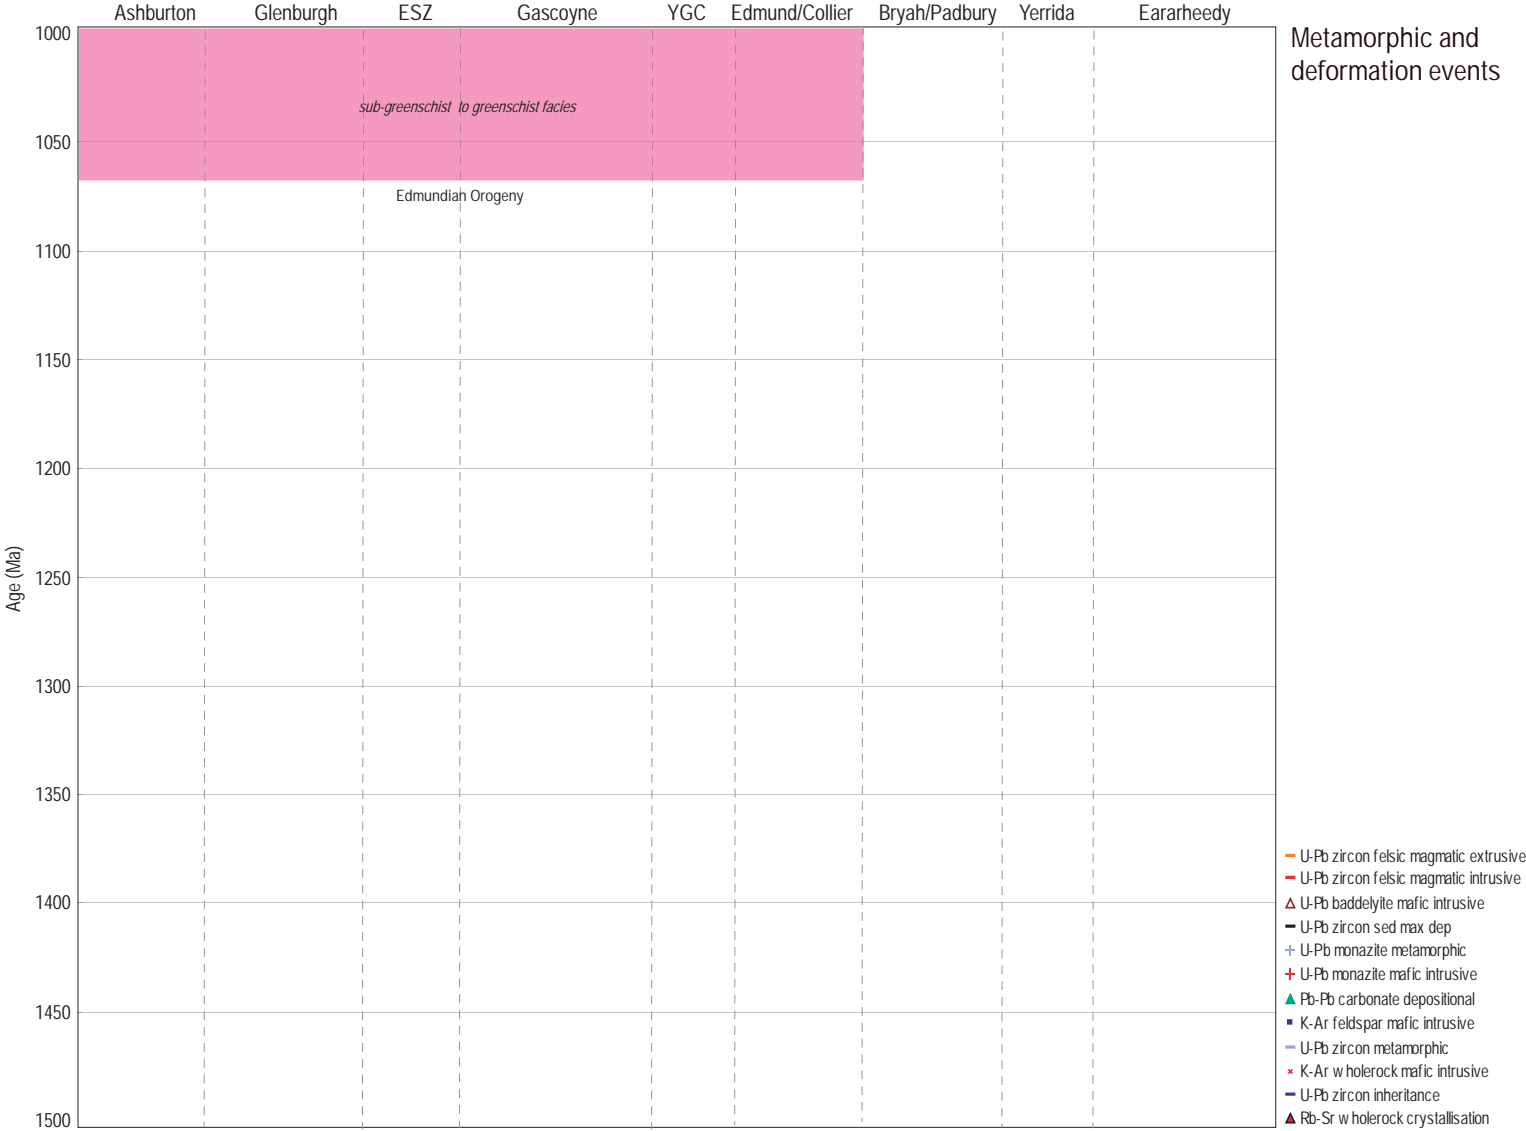 Ashburton Glenburgh ESZ Gascoyne YGC Edmund/Collier Bryah/Padbury Yerrida Eararheedy
Metamorphic and
deformation events
1000
sub-greenschist to greenschist facies
1050
Edmundian Orogeny
1100
1150
1200
Age (Ma)
1250
1300
1350
1400
1450
1500
U-Pb zircon felsic magmatic extrusive
U-Pb zircon felsic magmatic intrusive
U-Pb baddelyite mafic intrusive
U-Pb zircon sed max dep
U-Pb monazite metamorphic
U-Pb monazite mafic intrusive
Pb-Pb carbonate depositional
K-Ar feldspar mafic intrusive
U-Pb zircon metamorphic
K-Ar w holerock mafic intrusive
U-Pb zircon inheritance
Rb-Sr w holerock crystallisation